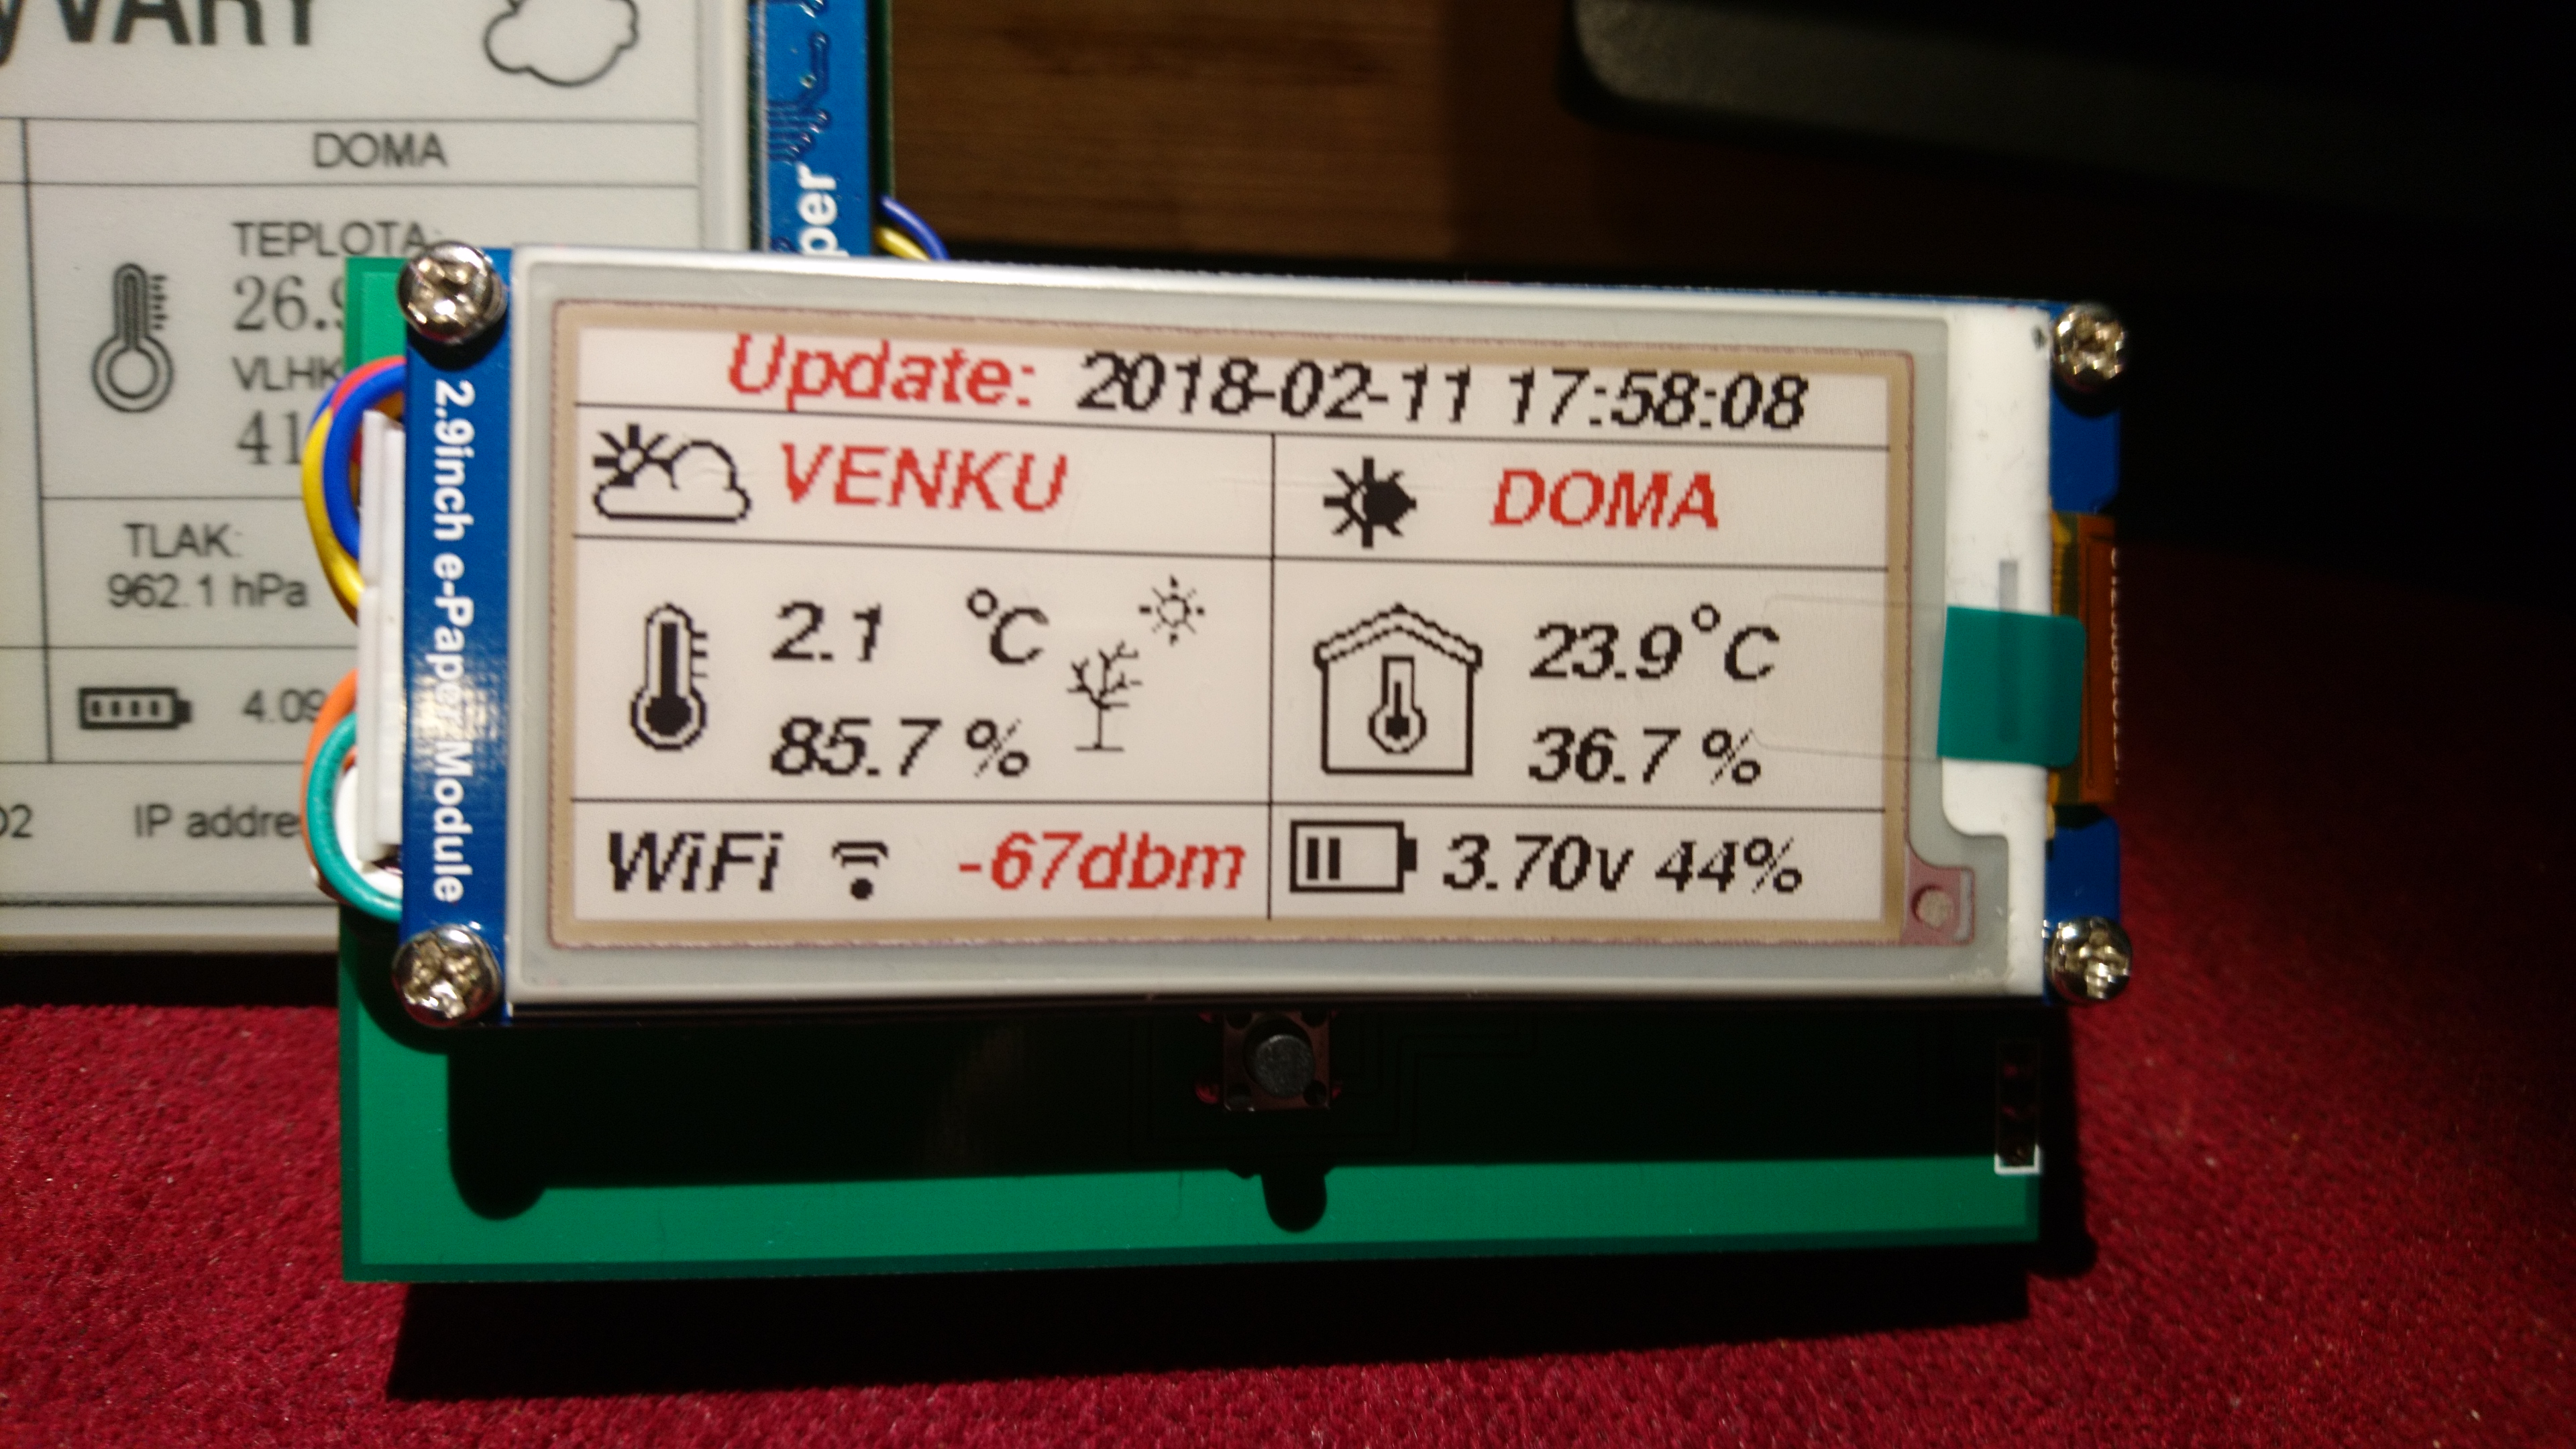 DOMA
TEPLOTA:
TLAK:
962.1 hPa
IP
2.9inch e-Paper Module
Update: 2018-02-11 17:58:08
VENKU
DOMA
2.1 °C
85.7 %
23.9°C
36.7 %
WiFi -67dbm
3.70v 44%